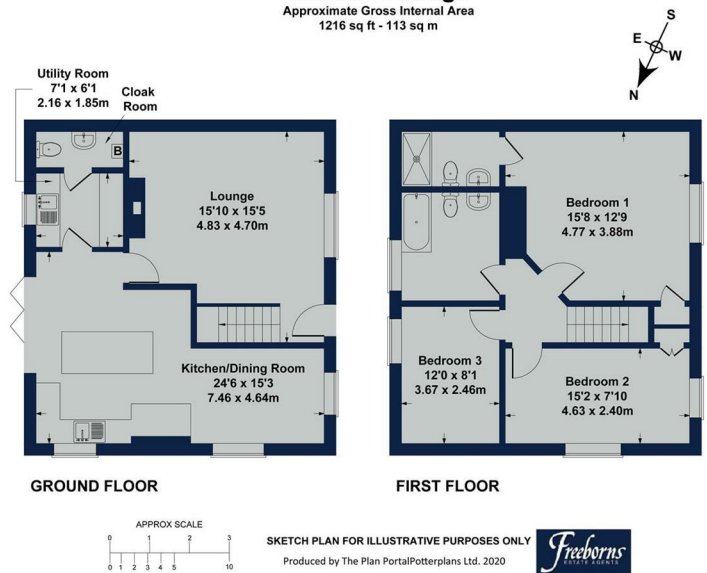 Approximate Gross Internal Area
1216 sq ft - 113 sq m
S
E
W
N
Utility Room
7'1 x 6'1
2.16 x 1.85m
Cloak
Room
B
Lounge
15'10 x 15'5
4.83 x 4.70m
Kitchen/Dining Room
24'6 x 15'3
7.46 x 4.64m
Bedroom 1
15'8 x 12'9
4.77 x 3.88m
Bedroom 3
12'0 x 8'1
3.67 x 2.46m
Bedroom 2
15'2 x 7'10
4.63 x 2.40m
GROUND FLOOR
FIRST FLOOR
APPROX SCALE
0 1 2 3
0 1 2 3 4 5 10
SKETCH PLAN FOR ILLUSTRATIVE PURPOSES ONLY
Produced by The Plan PortalPotterplans Ltd. 2020
Freeborns
ESTATE AGENTS